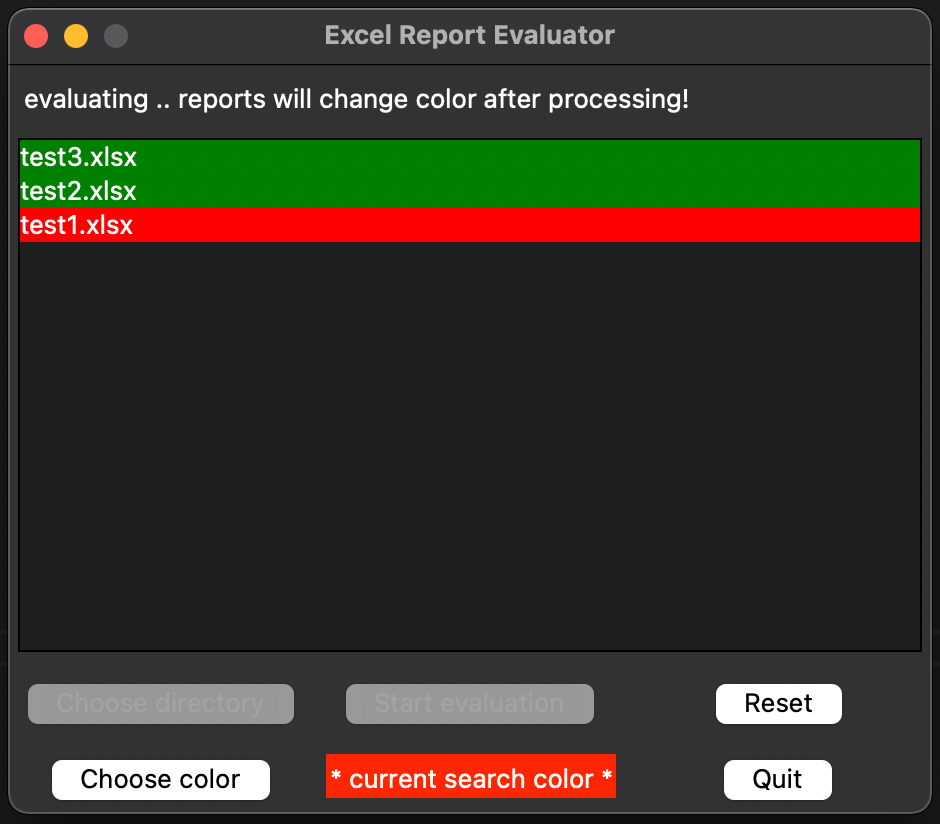 Excel Report Evaluator
evaluating .. reports will change color after processing!
test3.xlsx
test2.xlsx
test1.xlsx
Choose directory
Start evaluation
Reset
Choose color
* current search color *
Quit